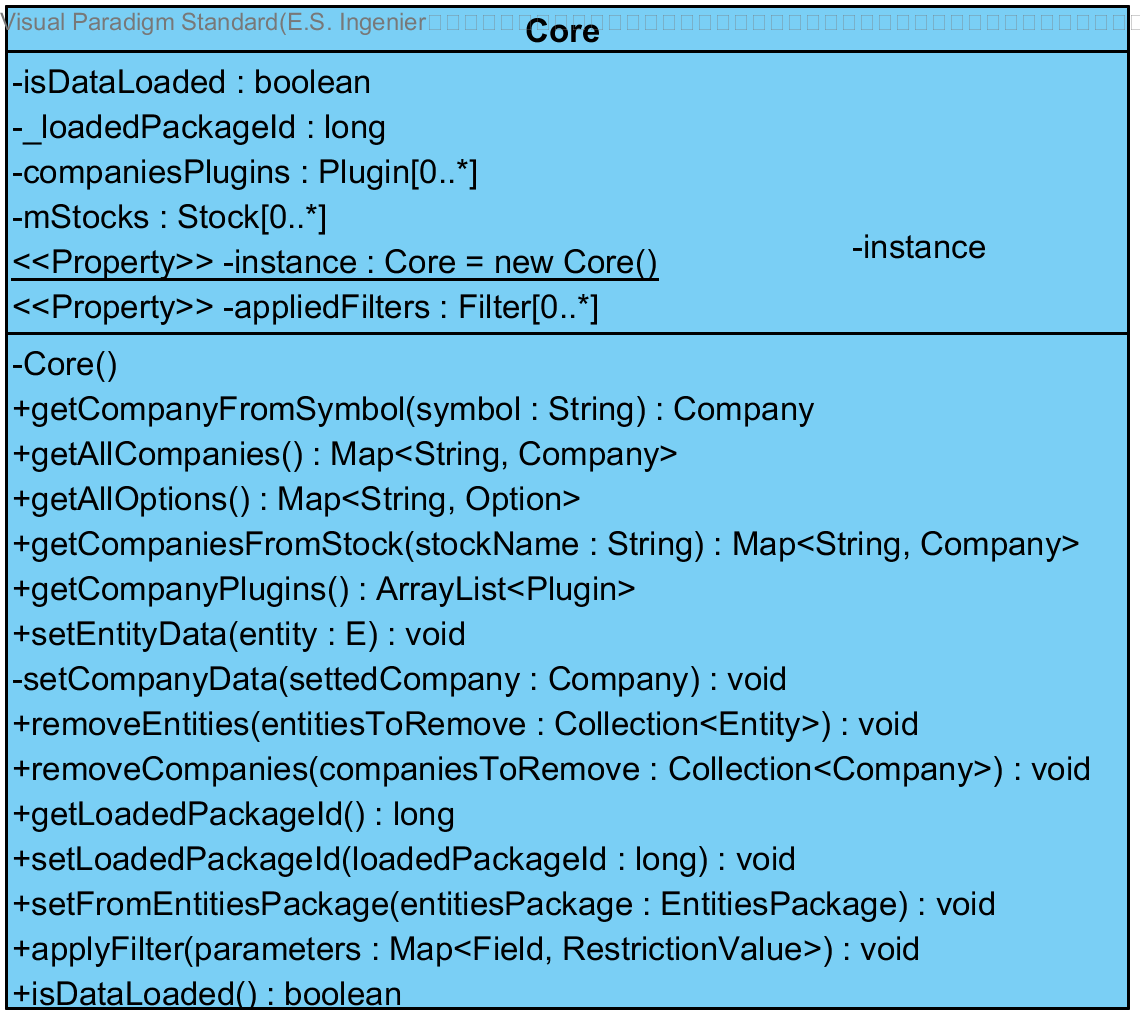 Visual Paradigm Standard(E.S. Ingenier
Core
-isDataLoaded : boolean
-_loadedPackageId : long
-companiesPlugins : Plugin[0..*]
-mStocks : Stock[0..*]
<<Property>> -instance : Core = new Core()
-instance
<<Property>> -appliedFilters : Filter[0..*]
-Core()
+getCompanyFromSymbol(symbol : String) : Company
+getAllCompanies() : Map<String, Company>
+getAllOptions() : Map<String, Option>
+getCompaniesFromStock(stockName : String) : Map<String, Company>
+getCompanyPlugins() : ArrayList<Plugin>
+setEntityData(entity : E) : void
-setCompanyData(settedCompany : Company) : void
+removeEntities(entitiesToRemove : Collection<Entity>) : void
+removeCompanies(companiesToRemove : Collection<Company>) : void
+getLoadedPackageId() : long
+setLoadedPackageId(loadedPackageId : long) : void
+setFromEntitiesPackage(entitiesPackage : EntitiesPackage) : void
+applyFilter(parameters : Map<Field, RestrictionValue>) : void
+isDataLoaded() : boolean